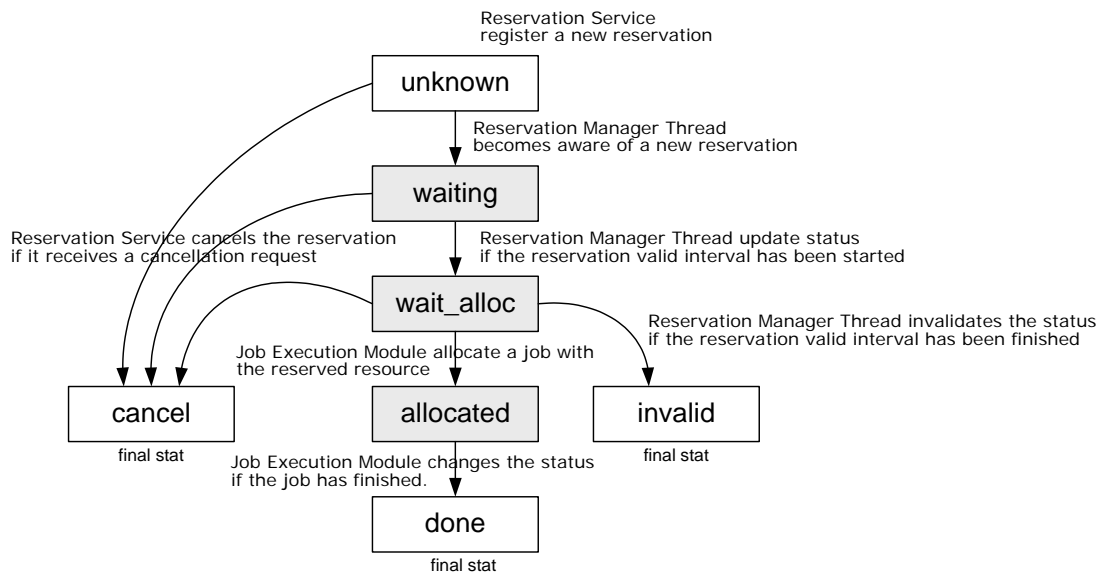 Reservation Service
register a new reservation
unknown
Reservation Manager Thread
becomes aware of a new reservation
waiting
Reservation Service cancels the reservation
if it receives a cancellation request
Reservation Manager Thread update status
if the reservation valid interval has been started
wait_alloc
Reservation Manager Thread invalidates the status
if the reservation valid interval has been finished
Job Execution Module allocate a job with
the reserved resource
cancel
allocated
invalid
final stat
final stat
Job Execution Module changes the status
if the job has finished.
done
final stat